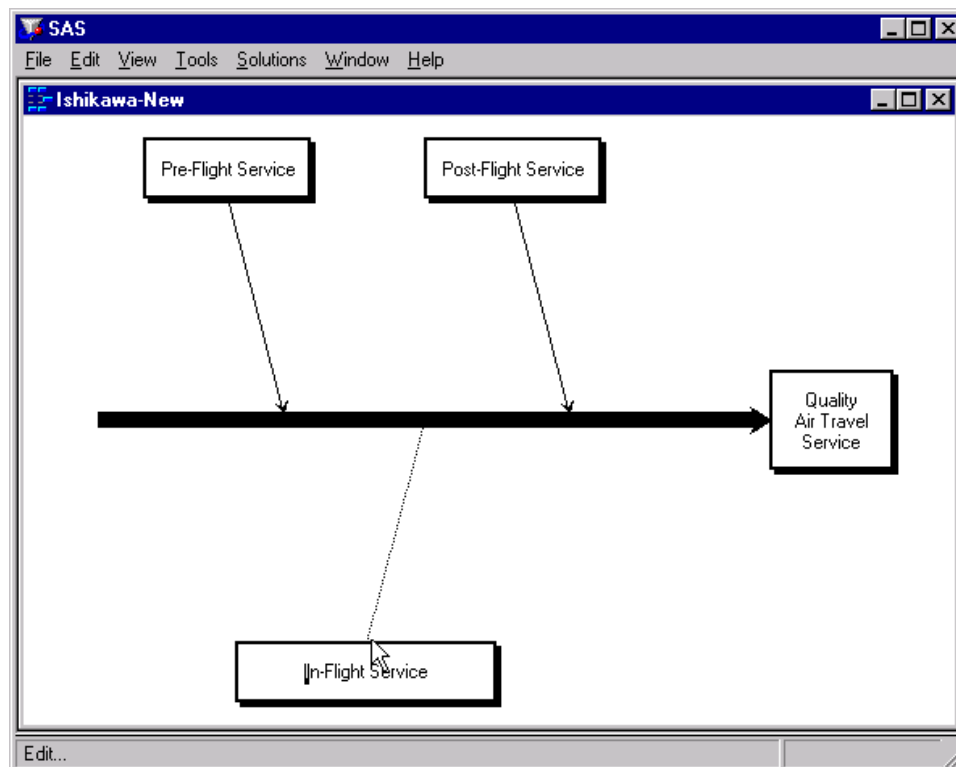 SAS
File Edit View Tools Solutions Window Help
Ishikawa-New
Pre-Flight Service
Post-Flight Service
Quality
Air Travel
Service
In-Flight Service
Edit...